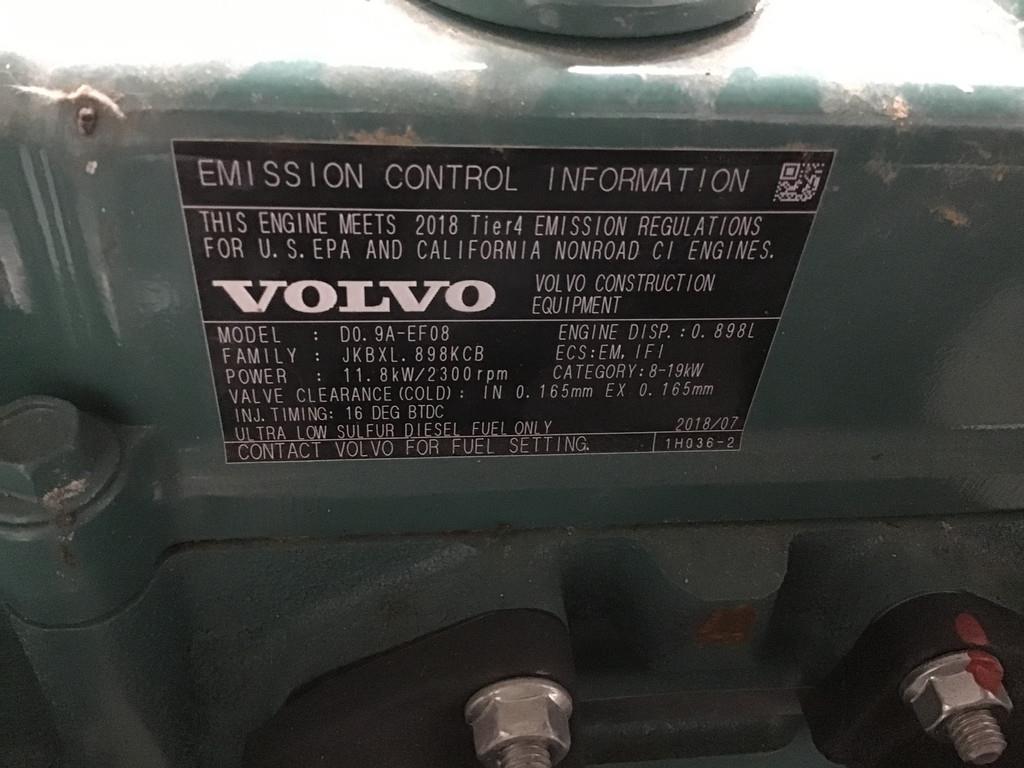 EMISSION CONTROL INFORMATION
THIS ENGINE MEETS 2018 Tier4 EMISSION REGULATIONS
FOR U.S.EPA AND CALIFORNIA NONROAD CI ENGINES.
VOLVO VOLVO CONSTRUCTION
EQUIPMENT
MODEL : D0.9A-EF08 ENGINE DISP.:0.898L
FAMILY : JKBXL.898KCB ECS:EM,IFI
POWER : 11.8kW/2300rpm CATEGORY:8-19kW
VALVE CLEARANCE(COLD): IN 0.165mm EX 0.165mm
INJ.TIMING: 16 DEG BTDC
ULTRA LOW SULFUR DIESEL FUEL ONLY 2018/07
CONTACT VOLVO FOR FUEL SETTING. 1H036-2